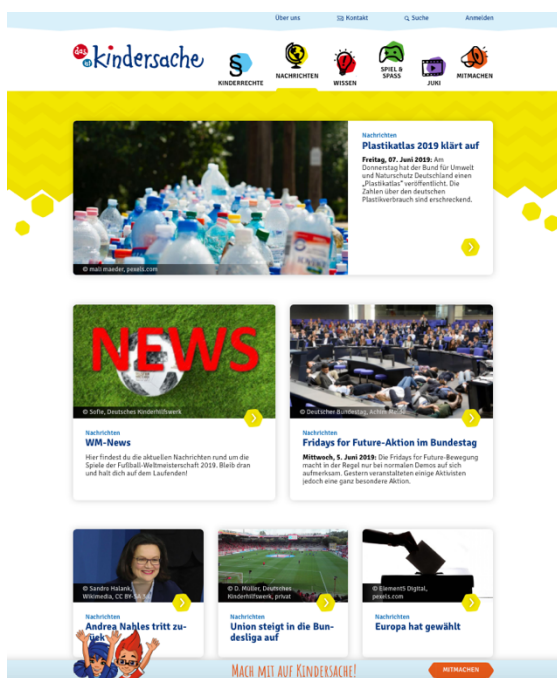 Über uns
Kontakt
Suche
Anmelden
das ist
kindersache
§
KINDERRECHTE
NACHRICHTEN
WISSEN
SPIEL &
SPASS
JUKI
MITMACHEN
© mali maeder, pexels.com
Nachrichten
Plastikatlas 2019 klärt auf
Freitag, 07. Juni 2019: Am
Donnerstag hat der Bund für Umwelt
und Naturschutz Deutschland einen
„Plastikatlas" veröffentlicht. Die
Zahlen über den deutschen
Plastikverbrauch sind erschreckend.
NEWS
© Sofie, Deutsches Kinderhilfswerk
Nachrichten
WM-News
Hier findest du die aktuellen Nachrichten rund um die
Spiele der Fußball-Weltmeisterschaft 2019. Bleib dran
und halt dich auf dem Laufenden!
© Deutscher Bundestag, Achim
Nachrichten
Fridays for Future-Aktion im Bundestag
Mittwoch, 5. Juni 2019: Die Fridays for Future-Bewegung
macht in der Regel nur bei normalen Demos auf sich
aufmerksam. Gestern veranstalteten einige Aktivisten
jedoch eine ganz besondere Aktion.
© Sandro Halank,
Wikimedia, CC BY-SA
Nachrichten
Andrea Nahles tritt zu-
rück
© D. Müller, Deutsches
Kinderhilfswerk, privat
Nachrichten
Union steigt in die Bun-
desliga auf
© Element5 Digital,
pexels.com
Nachrichten
Europa hat gewählt
MACH MIT AUF KINDERSACHE!
MITMACHEN